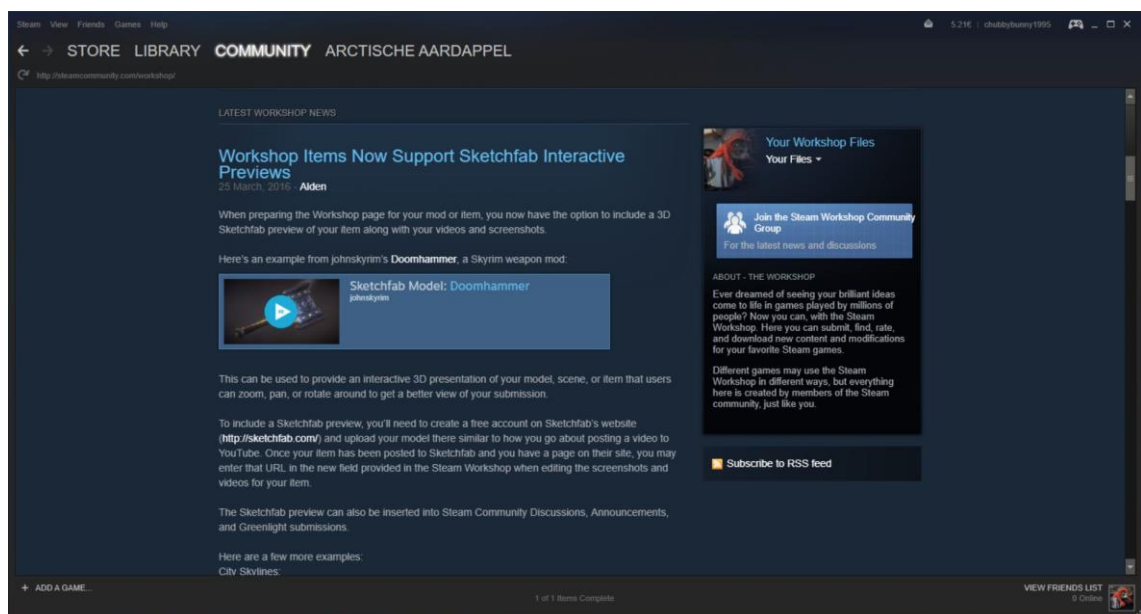 Steam View Friends Games Help
5.21€ : chubbybunny1995
STORE LIBRARY COMMUNITY ARCTISCHE AARDAPPEL
http://steamcommunity.com/workshop/
LATEST WORKSHOP NEWS
Workshop Items Now Support Sketchfab Interactive
Previews
25 March, 2016 - Alden
When preparing the Workshop page for your mod or item, you now have the option to include a 3D
Sketchfab preview of your item along with your videos and screenshots.
Here's an example from johnskyrim's Doomhammer, a Skyrim weapon mod:
Sketchfab Model: Doomhammer
johnskyrim
This can be used to provide an interactive 3D presentation of your model, scene, or item that users
can zoom, pan, or rotate around to get a better view of your submission.
To include a Sketchfab preview, you'll need to create a free account on Sketchfab's website
(http://sketchfab.com/) and upload your model there similar to how you go about posting a video to
YouTube. Once your item has been posted to Sketchfab and you have a page on their site, you may
enter that URL in the new field provided in the Steam Workshop when editing the screenshots and
videos for your item.
The Sketchfab preview can also be inserted into Steam Community Discussions, Announcements,
and Greenlight submissions.
Here are a few more examples:
City Skylines:
Your Workshop Files
Your Files
Join the Steam Workshop Community
Group
For the latest news and discussions
ABOUT - THE WORKSHOP
Ever dreamed of seeing your brilliant ideas
come to life in games played by millions of
people? Now you can, with the Steam
Workshop. Here you can submit, find, rate,
and download new content and modifications
for your favorite Steam games.
Different games may use the Steam
Workshop in different ways, but everything
here is created by members of the Steam
community, just like you.
Subscribe to RSS feed
+ ADD A GAME...
1 of 1 Items Complete
VIEW FRIENDS LIST
9 Online